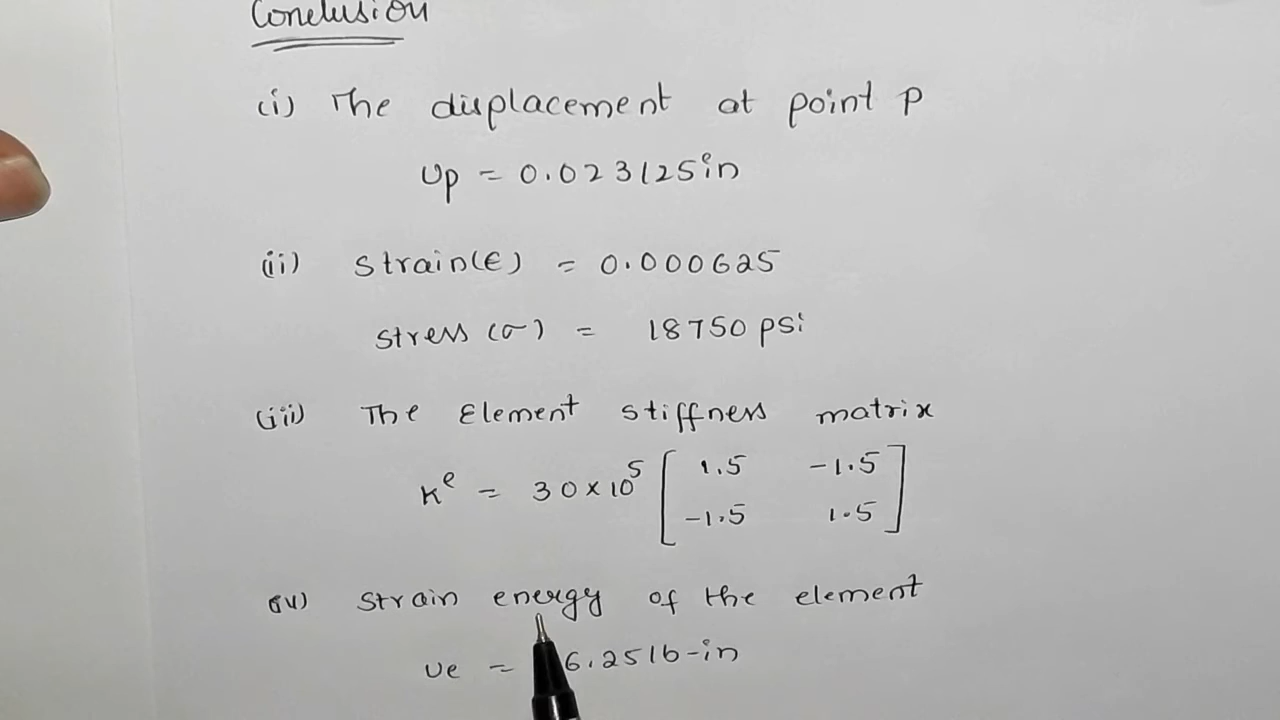 Conclusion
(i) The displacement at point P
up = 0.023125in
(ii) strain(ϵ) = 0.000625
stress (σ) = 18750 psi
(iii) The Element stiffness matrix
K^e = 30×10^5 [ 1.5 -1.5
-1.5 1.5 ]
(iv) strain energy of the element
ue = 6.25 lb-in